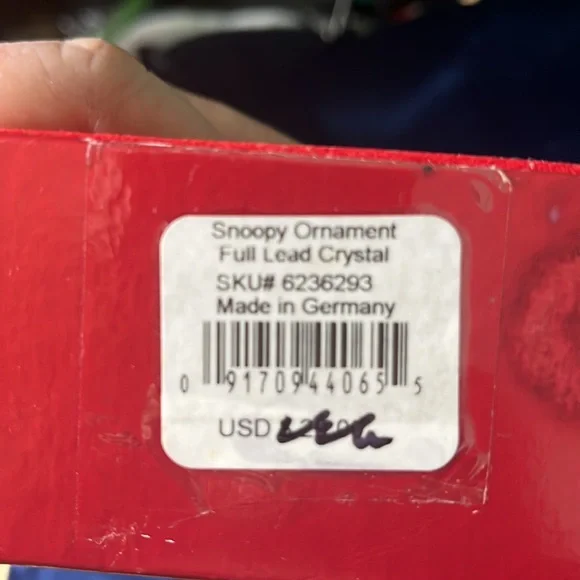 Snoopy Ornament
Full Lead Crystal
SKU# 6236293
Made in Germany
0 91709 44065 5
USD